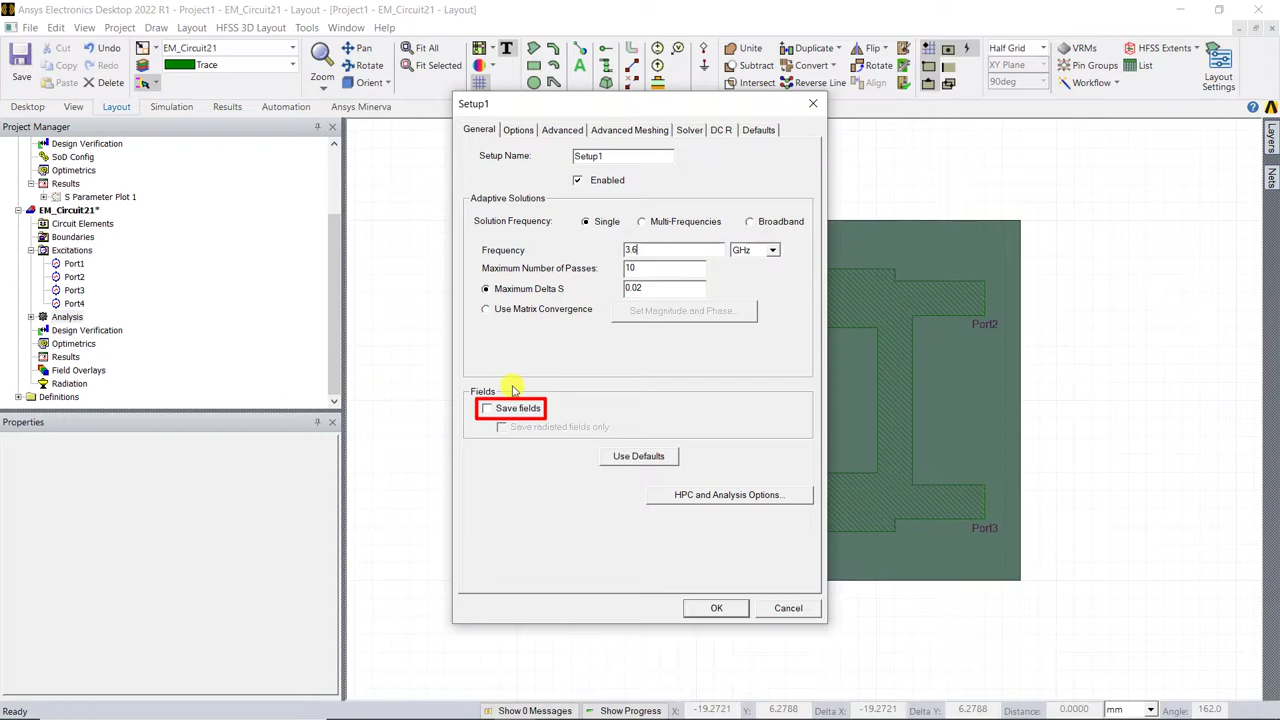 Ansys Electronics Desktop 2022 R1 - Project1 - EM_Circuit21 - Layout] - [Project1 - EM_Circuit21 - Layout]
File Edit View Project Draw Layout HFSS 3D Layout Tools Window Help
Save
Cut
Copy
Paste
Undo
Redo
Delete
EM_Circuit21
Trace
Zoom
Pan
Rotate
Orient
Fit All
Fit Selected
T
A
Unite
Subtract
Intersect
Duplicate
Convert
Reverse Line
Flip
Rotate
Align
Half Grid
XY Plane
90deg
VRMs
Pin Groups
Workflow
HFSS Extents
List
Layout
Settings
Desktop View Layout Simulation Results Automation Ansys Minerva
Project Manager
Design Verification
SoD Config
Optimetrics
Results
S Parameter Plot 1
EM_Circuit21*
Circuit Elements
Boundaries
Excitations
Port1
Port2
Port3
Port4
Analysis
Design Verification
Optimetrics
Results
Field Overlays
Radiation
Definitions
Properties
Setup1
General Options Advanced Advanced Meshing Solver DC R Defaults
Setup Name: Setup1
Enabled
Adaptive Solutions
Solution Frequency: Single Multi-Frequencies Broadband
Frequency 3.6 GHz
Maximum Number of Passes: 10
Maximum Delta S 0.02
Use Matrix Convergence Set Magnitude and Phase...
Fields
Save fields
Save radiated fields only
Use Defaults
HPC and Analysis Options...
OK Cancel
Port2
Port3
Layers
Nets
Ready
Show 0 Messages Show Progress X: -19.2721 Y: 6.2788 Delta X: -19.2721 Delta Y: 6.2788 Distance: 0.0000 mm Angle: 162.0